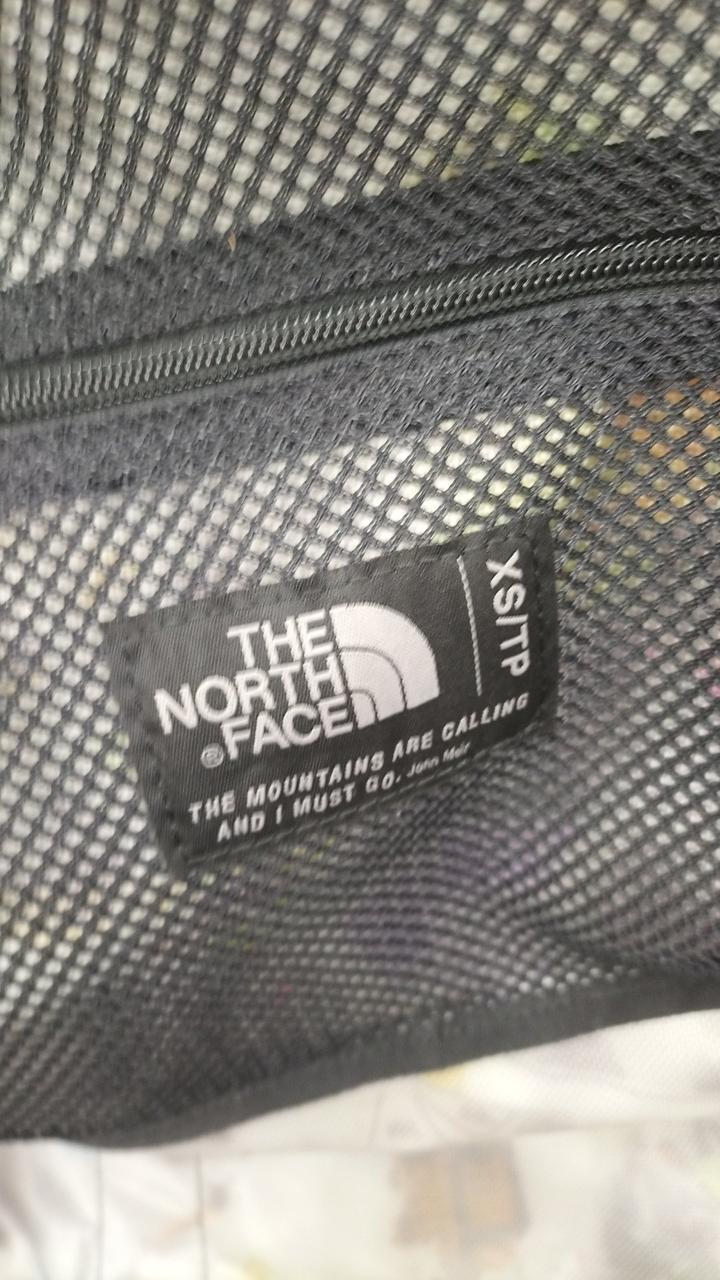 THE
NORTH
®FACE
XS/TP
THE MOUNTAINS ARE CALLING
AND I MUST GO. John Muir